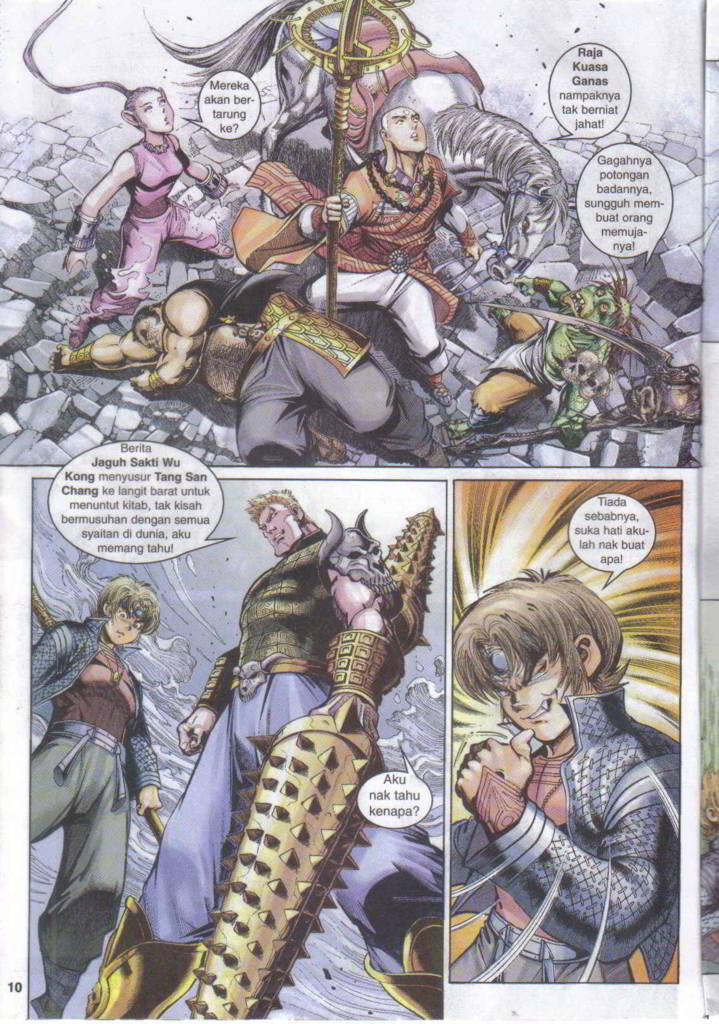 Mereka
akan ber-
tarung
ke?
Raja
Kuasa
Ganas
nampaknya
tak berniat
jahat!
Gagahnya
potongan
badannya,
sungguh mem-
buat orang
memuja-
nya!
Berita
Jaguh Sakti Wu
Kong menyusur Tang San
Chang ke langit barat untuk
menuntut kitab, tak kisah
bermusuhan dengan semua
syaitan di dunia, aku
memang tahu!
Aku
nak tahu
kenapa?
Tiada
sebabnya,
suka hati aku-
lah nak buat
apa!
10